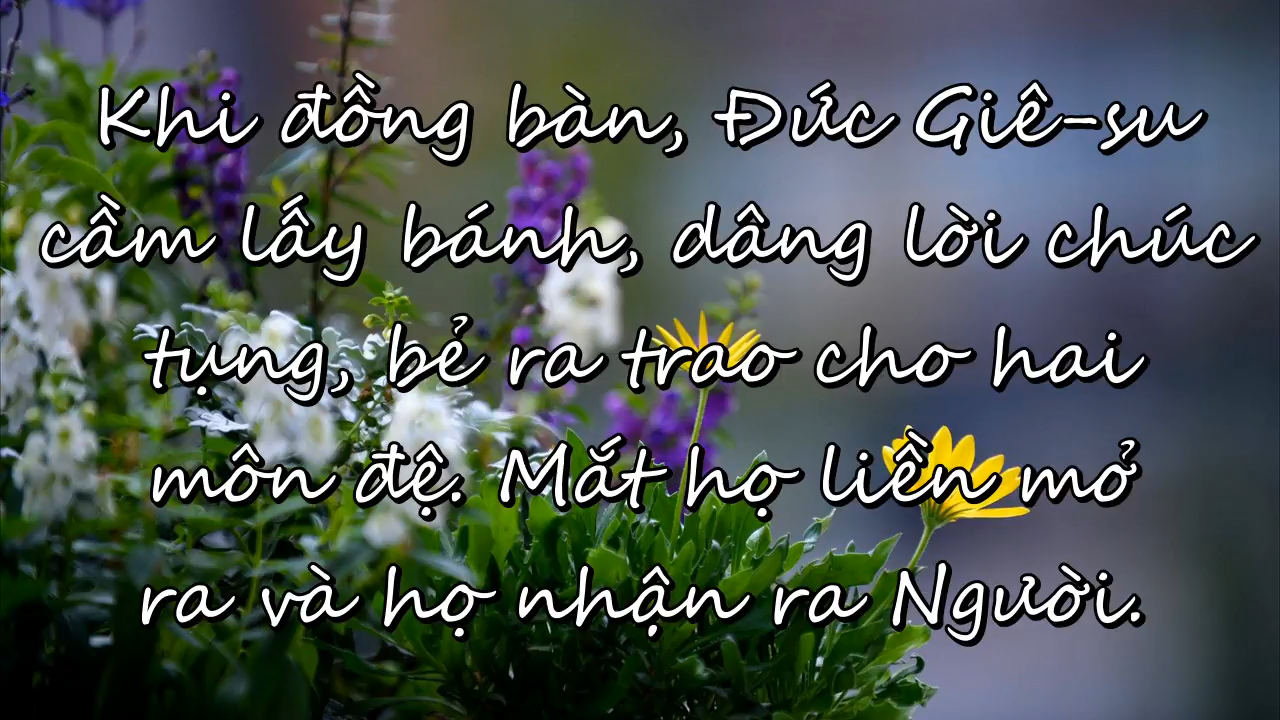 Khi đồng bàn, Đức Giê-su
cầm lấy bánh, dâng lời chúc
tụng, bẻ ra trao cho hai
môn đệ. Mắt họ liền mở
ra và họ nhận ra Người.